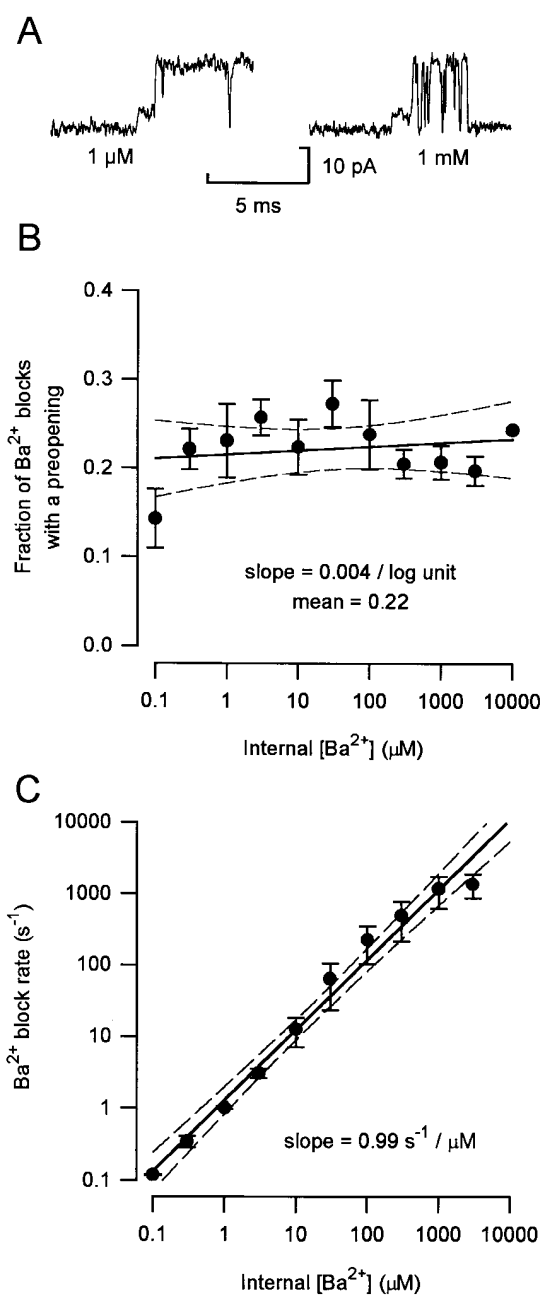 A
1 µM
10 pA
1 mM
5 ms
B
Fraction of Ba²⁺ blocks
with a preopening
0.4
0.3
0.2
0.1
0.0
slope = 0.004 / log unit
mean = 0.22
0.1 1 10 100 1000 10000
Internal [Ba²⁺] (µM)
C
Ba²⁺ block rate (s⁻¹)
10000
1000
100
10
1
0.1
slope = 0.99 s⁻¹ / µM
0.1 1 10 100 1000 10000
Internal [Ba²⁺] (µM)